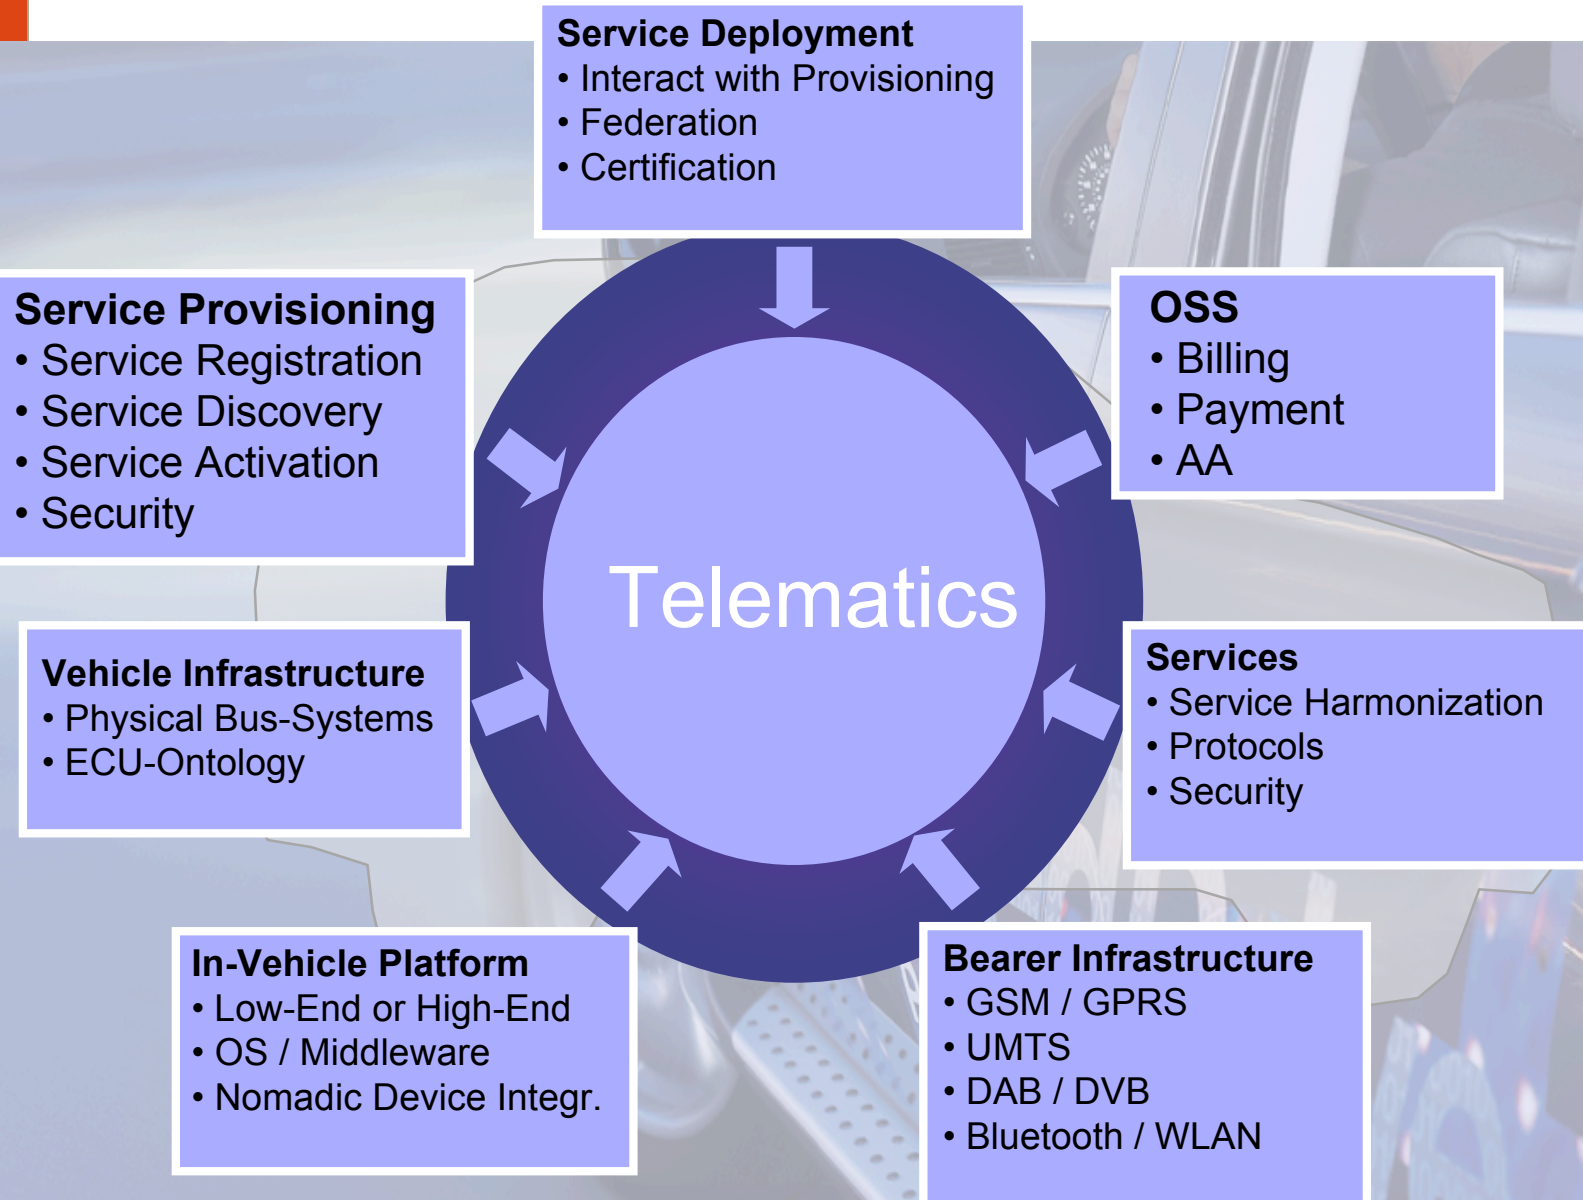 Service Deployment
• Interact with Provisioning
• Federation
• Certification
Service Provisioning
• Service Registration
• Service Discovery
• Service Activation
• Security
OSS
• Billing
• Payment
• AA
Telematics
Vehicle Infrastructure
• Physical Bus-Systems
• ECU-Ontology
Services
• Service Harmonization
• Protocols
• Security
In-Vehicle Platform
• Low-End or High-End
• OS / Middleware
• Nomadic Device Integr.
Bearer Infrastructure
• GSM / GPRS
• UMTS
• DAB / DVB
• Bluetooth / WLAN